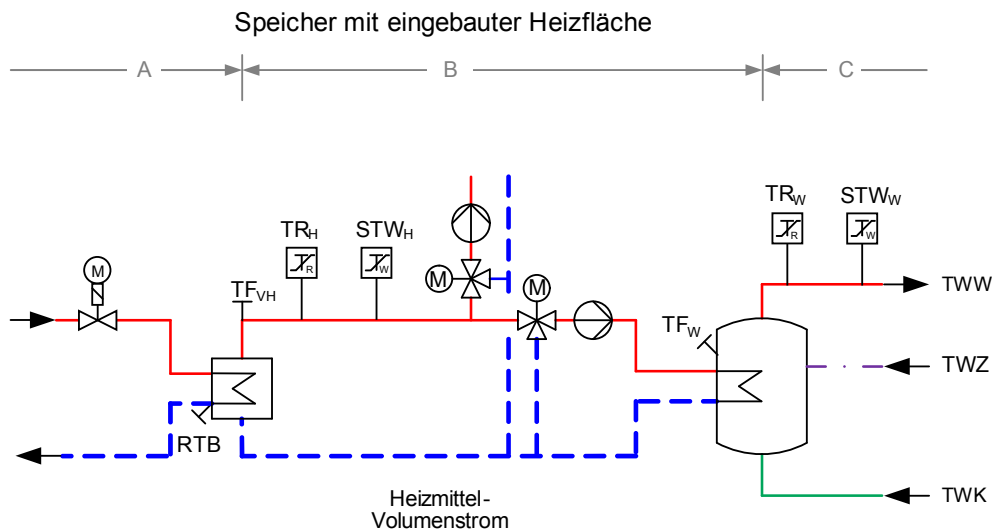 Speicher mit eingebauter Heizfläche
A B C
TRH STWH TRW STWW
R W R W
M
M
M
TFVH
TWW
TFW
TWZ
RTB
TWK
Heizmittel-
Volumenstrom